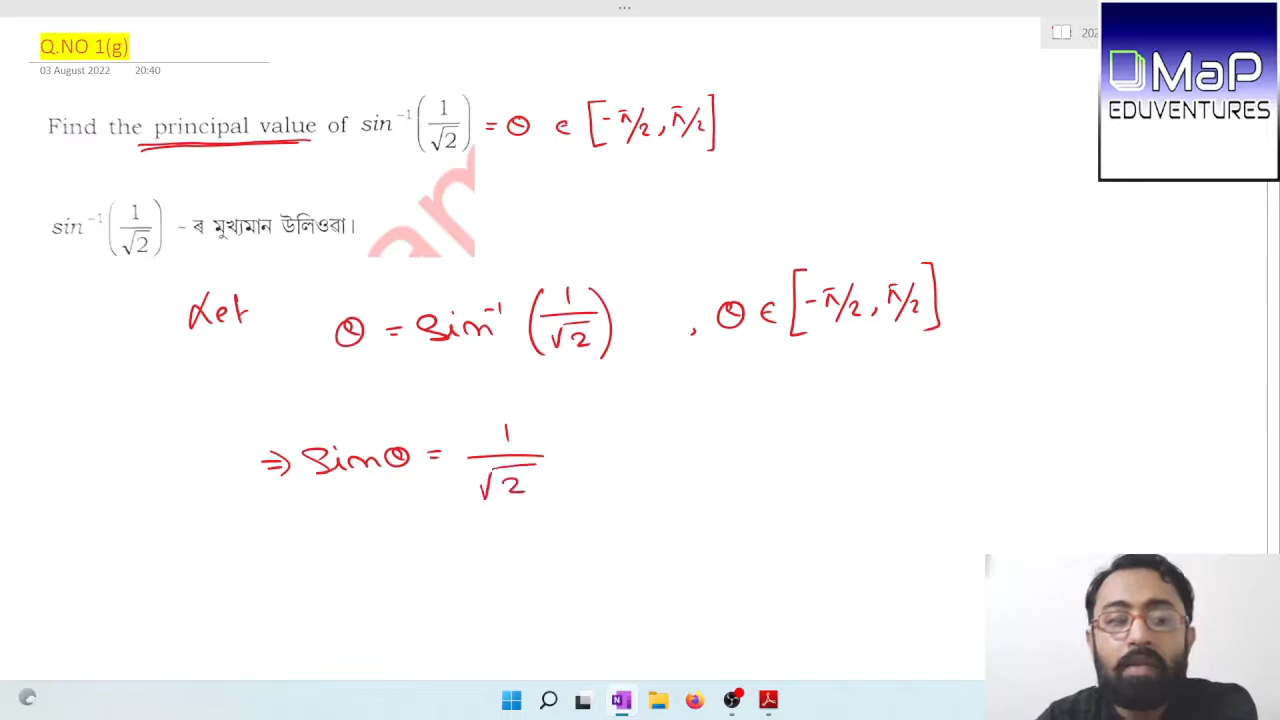 Q.NO 1(g)
03 August 2022 20:40
Find the principal value of sin⁻¹(1/√2) = θ ∈ [-π/2, π/2]
sin⁻¹(1/√2) - ৰ মুখ্যমান উলিওৱা।
Let θ = sin⁻¹(1/√2) , θ ∈ [-π/2, π/2]
⇒ sinθ = 1/√2
MaP
EDUVENTURES